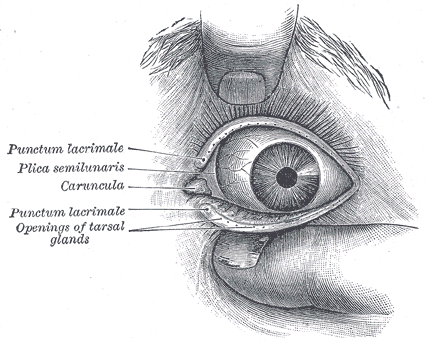 Punctum lacrimale
Plica semilunaris
Caruncula
Punctum lacrimale
Openings of tarsal
glands